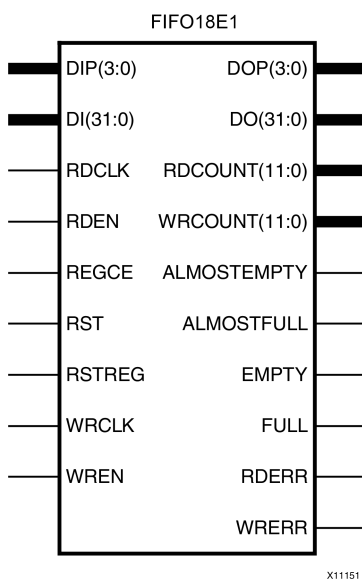 FIFO18E1
DIP(3:0) DOP(3:0)
DI(31:0) DO(31:0)
RDCLK RDCOUNT(11:0)
RDEN WRCOUNT(11:0)
REGCE ALMOSTEMPTY
RST ALMOSTFULL
RSTREG EMPTY
WRCLK FULL
WREN RDERR
WRERR
X11151